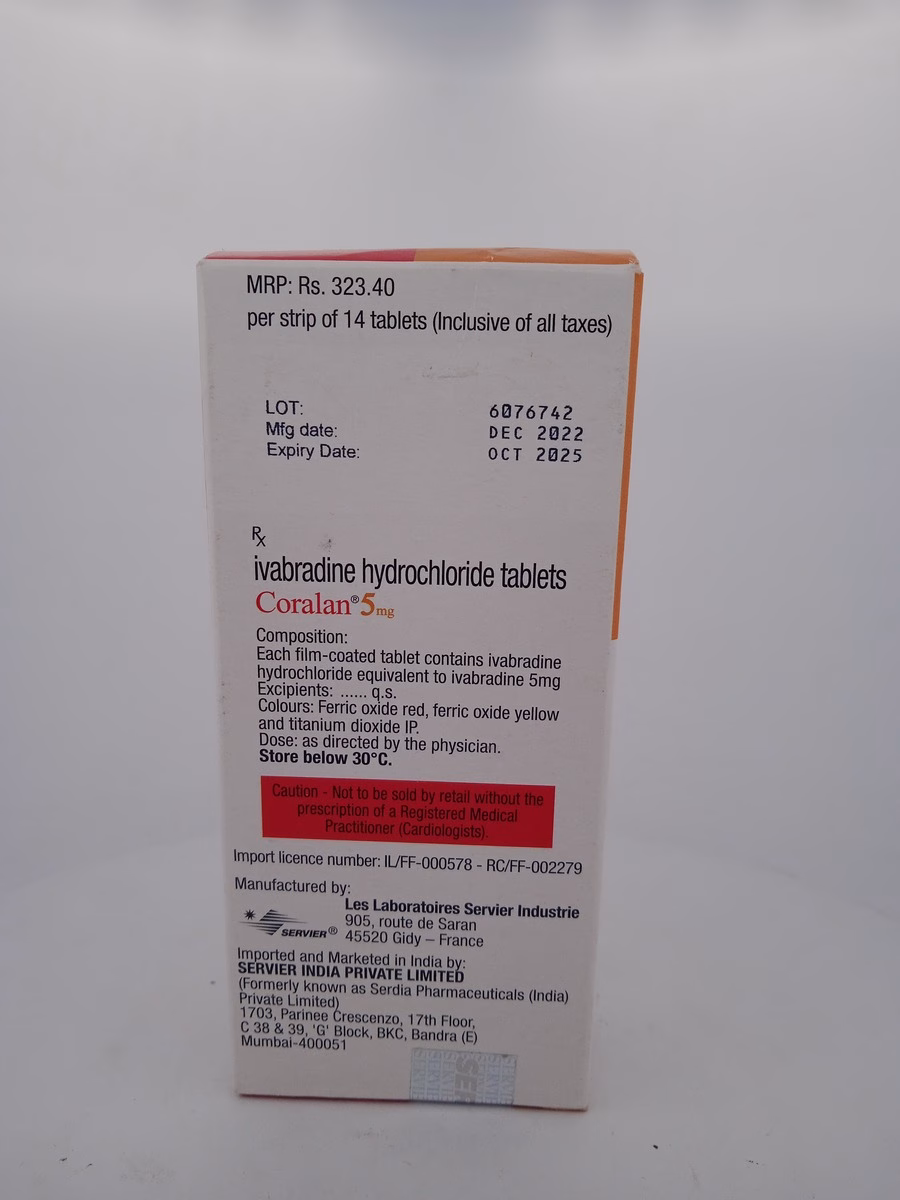 MRP: Rs. 323.40
per strip of 14 tablets (Inclusive of all taxes)
LOT: 6076742
Mfg date: DEC 2022
Expiry Date: OCT 2025
Rx
ivabradine hydrochloride tablets
Coralan® 5mg
Composition:
Each film-coated tablet contains ivabradine
hydrochloride equivalent to ivabradine 5mg
Excipients: ...... q.s.
Colours: Ferric oxide red, ferric oxide yellow
and titanium dioxide IP.
Dose: as directed by the physician.
Store below 30°C.
Caution - Not to be sold by retail without the
prescription of a Registered Medical
Practitioner (Cardiologists).
Import licence number: IL/FF-000578 - RC/FF-002279
Manufactured by:
Les Laboratoires Servier Industrie
905, route de Saran
SERVIER®
45520 Gidy – France
Imported and Marketed in India by:
SERVIER INDIA PRIVATE LIMITED
(Formerly known as Serdia Pharmaceuticals (India)
Private Limited)
1703, Parinee Crescenzo, 17th Floor,
C 38 & 39, 'G' Block, BKC, Bandra (E)
Mumbai-400051